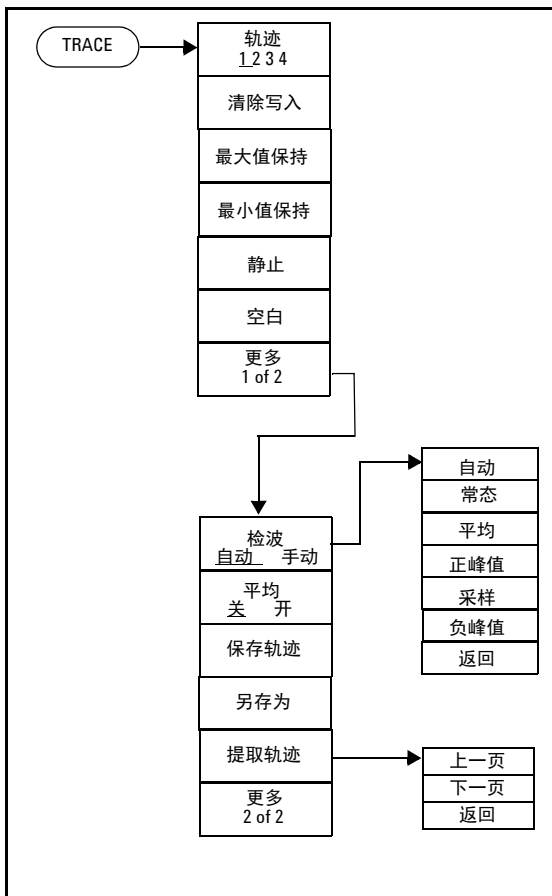 TRACE
轨迹
1 2 3 4
清除写入
最大值保持
最小值保持
静止
空白
更多
1 of 2
检波
自动 手动
平均
关 开
保存轨迹
另存为
提取轨迹
更多
2 of 2
自动
常态
平均
正峰值
采样
负峰值
返回
上一页
下一页
返回